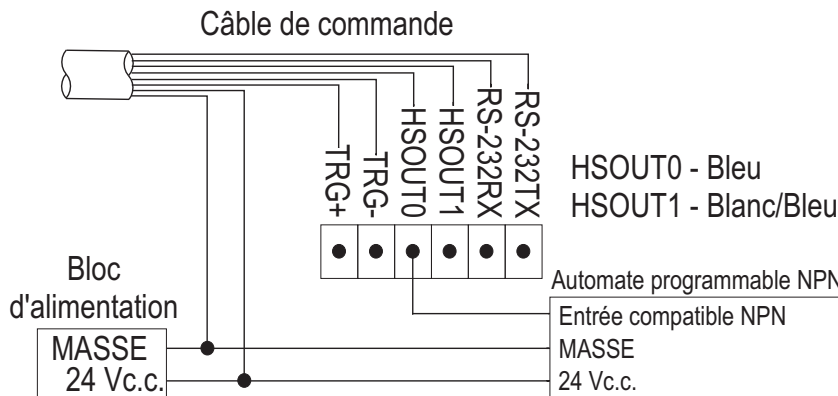 Câble de commande
TRG+
TRG-
HSOUT0
HSOUT1
RS-232RX
RS-232TX
HSOUT0 - Bleu
HSOUT1 - Blanc/Bleu
Bloc
d'alimentation
MASSE
24 Vc.c.
Automate programmable NPN
Entrée compatible NPN
MASSE
24 Vc.c.